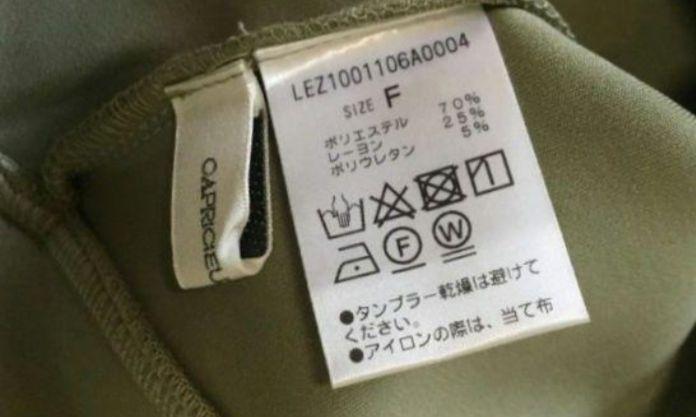 CAPRICIEU
LEZ1001106A0004
SIZE F
ポリエステル 70%
レーヨン 25%
ポリウレタン 5%
F W
●タンブラー乾燥は避けて
ください。
●アイロンの際は、当て布